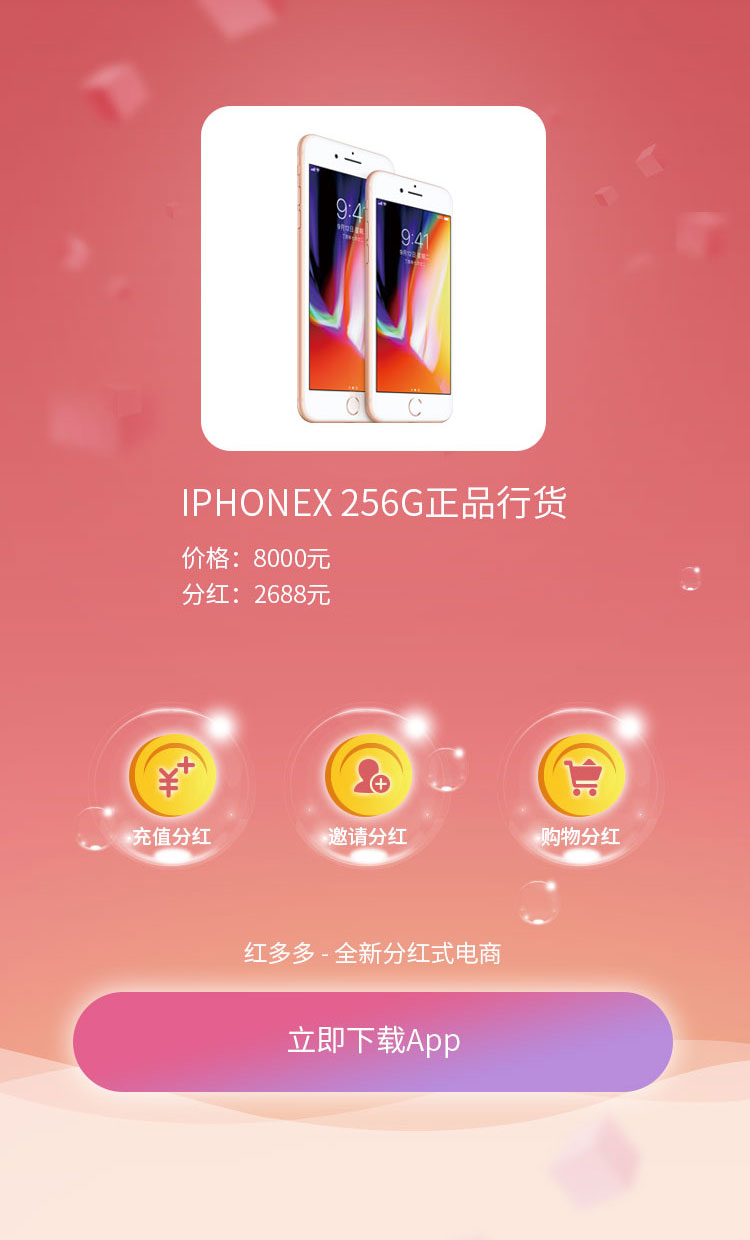 9:4
9:41
IPHONEX 256G正品行货
价格：8000元
分红：2688元
充值分红
邀请分红
购物分红
红多多 - 全新分红式电商
立即下载App